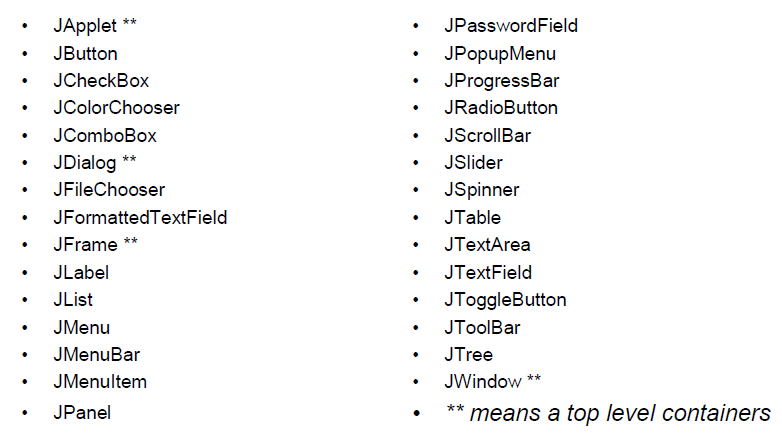 • JApplet **
• JButton
• JCheckBox
• JColorChooser
• JComboBox
• JDialog **
• JFileChooser
• JFormattedTextField
• JFrame **
• JLabel
• JList
• JMenu
• JMenuBar
• JMenuItem
• JPanel
• JPasswordField
• JPopupMenu
• JProgressBar
• JRadioButton
• JScrollBar
• JSlider
• JSpinner
• JTable
• JTextArea
• JTextField
• JToggleButton
• JToolBar
• JTree
• JWindow **
• ** means a top level containers